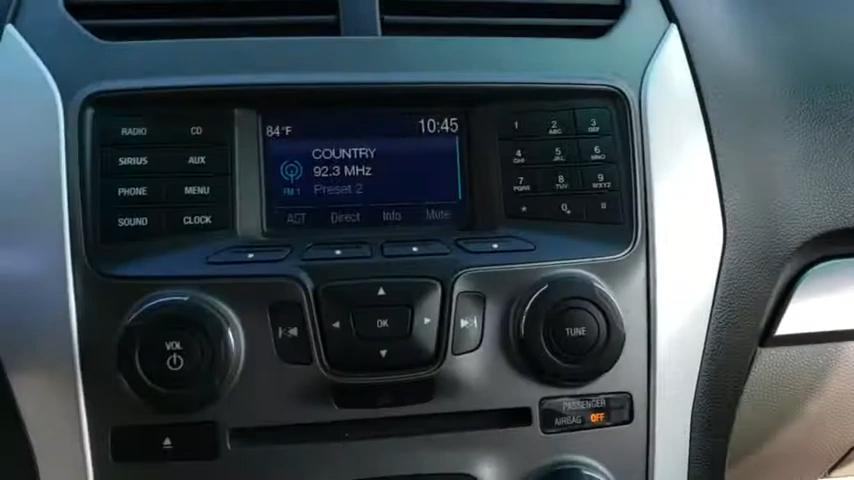 RADIO CD
SIRIUS AUX
PHONE MENU
SOUND CLOCK
84°F 10:45
COUNTRY
92.3 MHz
Preset 2
FM 1
AST Direct Info Mute
1 2 ABC 3 DEF
4 GHI 5 JKL 6 MNO
7 PQRS 8 TUV 9 WXYZ
* 0 #
OK
VOL
TUNE
PASSENGER
AIRBAG OFF